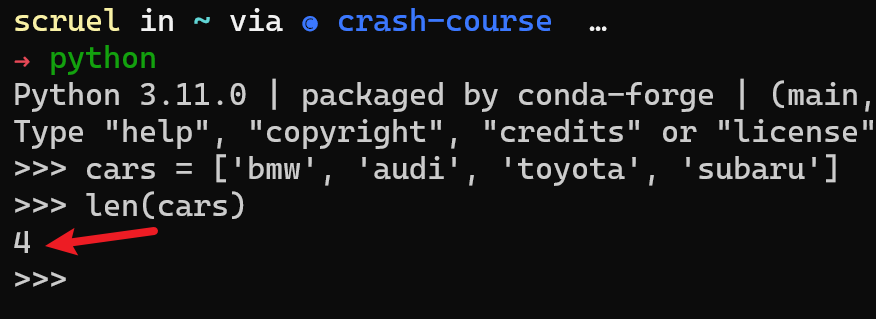 scruel in ~ via crash-course …
→ python
Python 3.11.0 | packaged by conda-forge | (main,
Type "help", "copyright", "credits" or "license"
>>> cars = ['bmw', 'audi', 'toyota', 'subaru']
>>> len(cars)
4
>>>